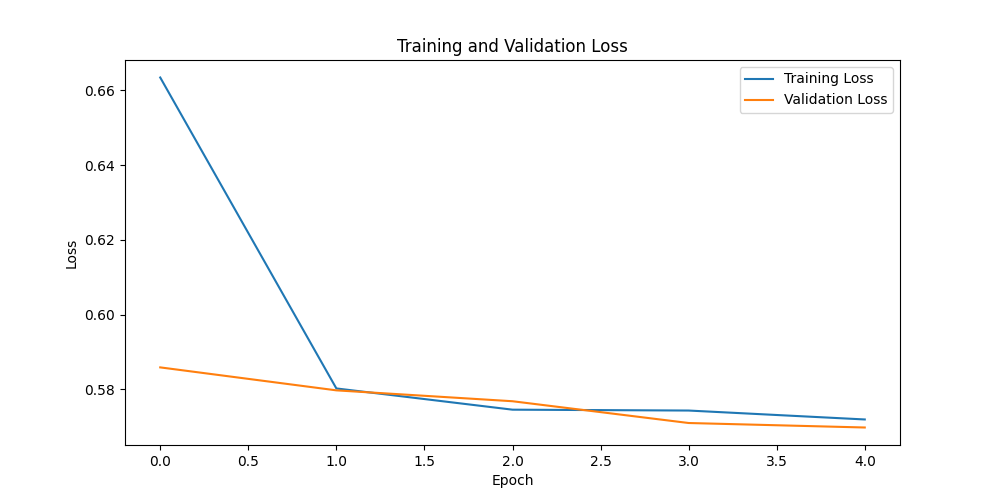 Training and Validation Loss
Training Loss
Validation Loss
0.66
0.64
0.62
0.60
0.58
Loss
0.0 0.5 1.0 1.5 2.0 2.5 3.0 3.5 4.0
Epoch